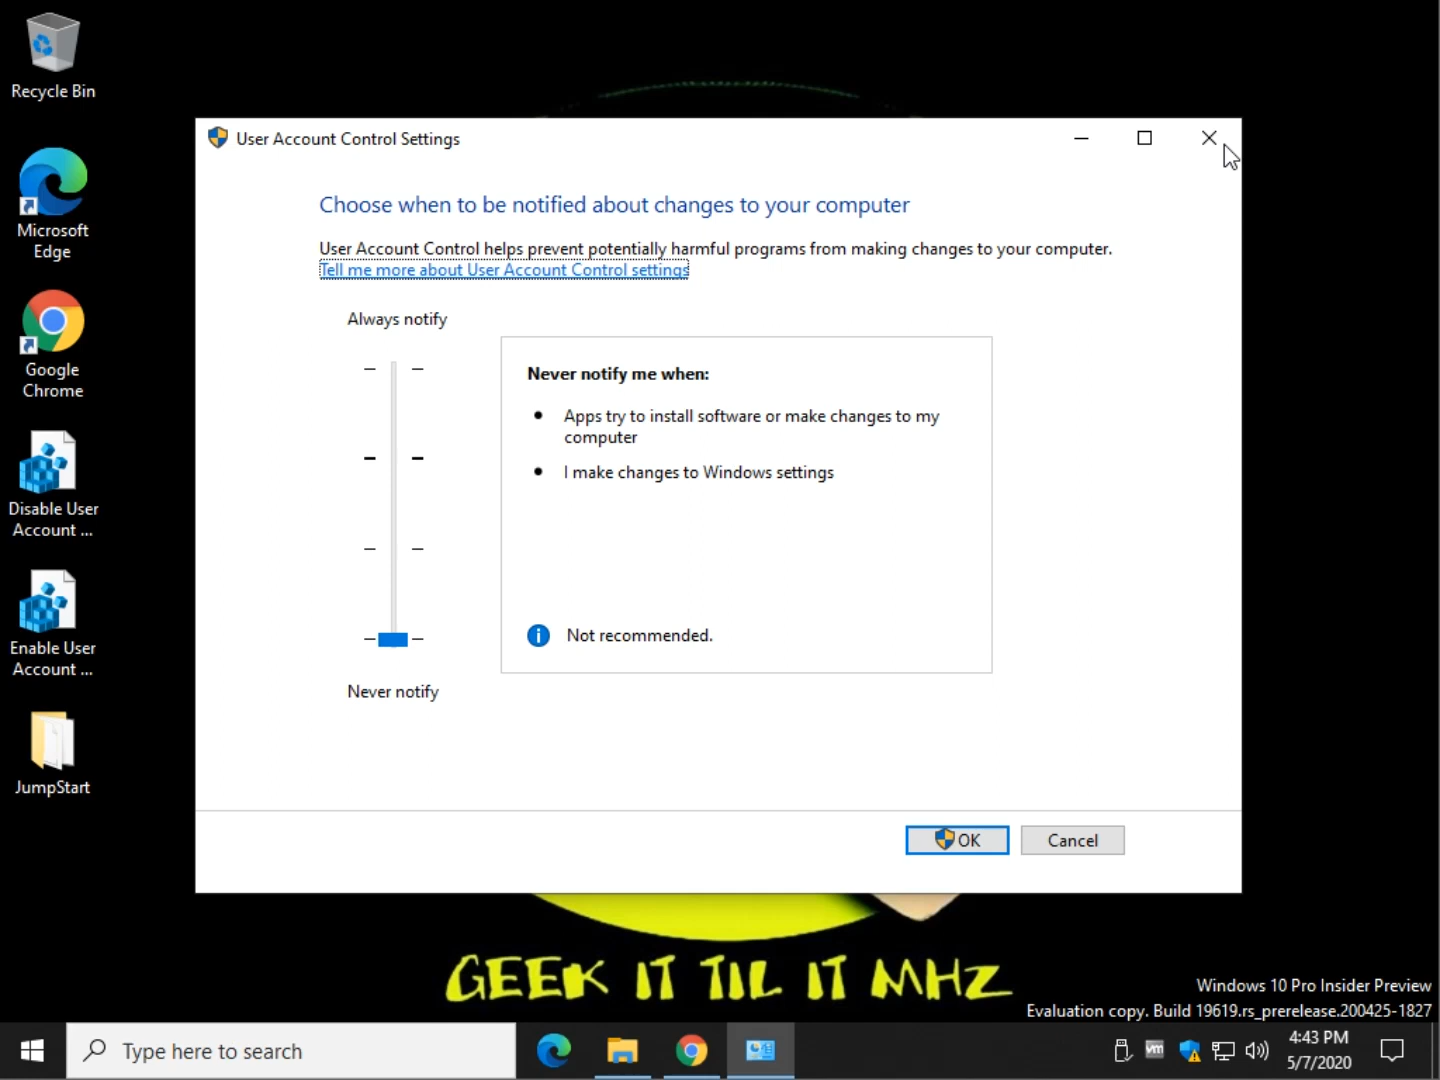 Recycle Bin
Microsoft
Edge
Google
Chrome
Disable User
Account ...
Enable User
Account ...
JumpStart
User Account Control Settings
Choose when to be notified about changes to your computer
User Account Control helps prevent potentially harmful programs from making changes to your computer.
Tell me more about User Account Control settings
Always notify
Never notify me when:
• Apps try to install software or make changes to my
computer
• I make changes to Windows settings
Not recommended.
Never notify
OK
Cancel
GEEK IT TIL IT MHZ
Windows 10 Pro Insider Preview
Evaluation copy. Build 19619.rs_prerelease.200425-1827
Type here to search
vm
4:43 PM
5/7/2020